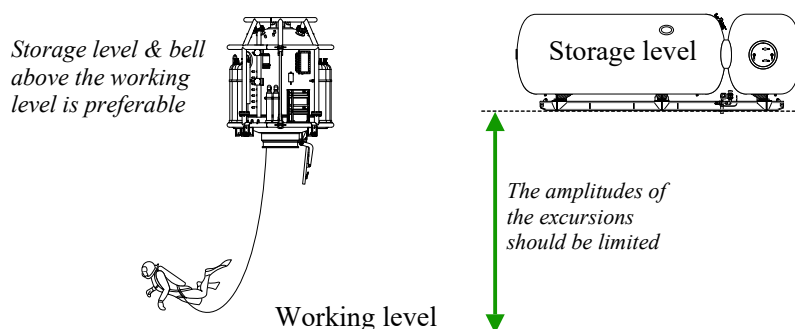 Storage level & bell
above the working
level is preferable
Storage level
The amplitudes of
the excursions
should be limited
Working level